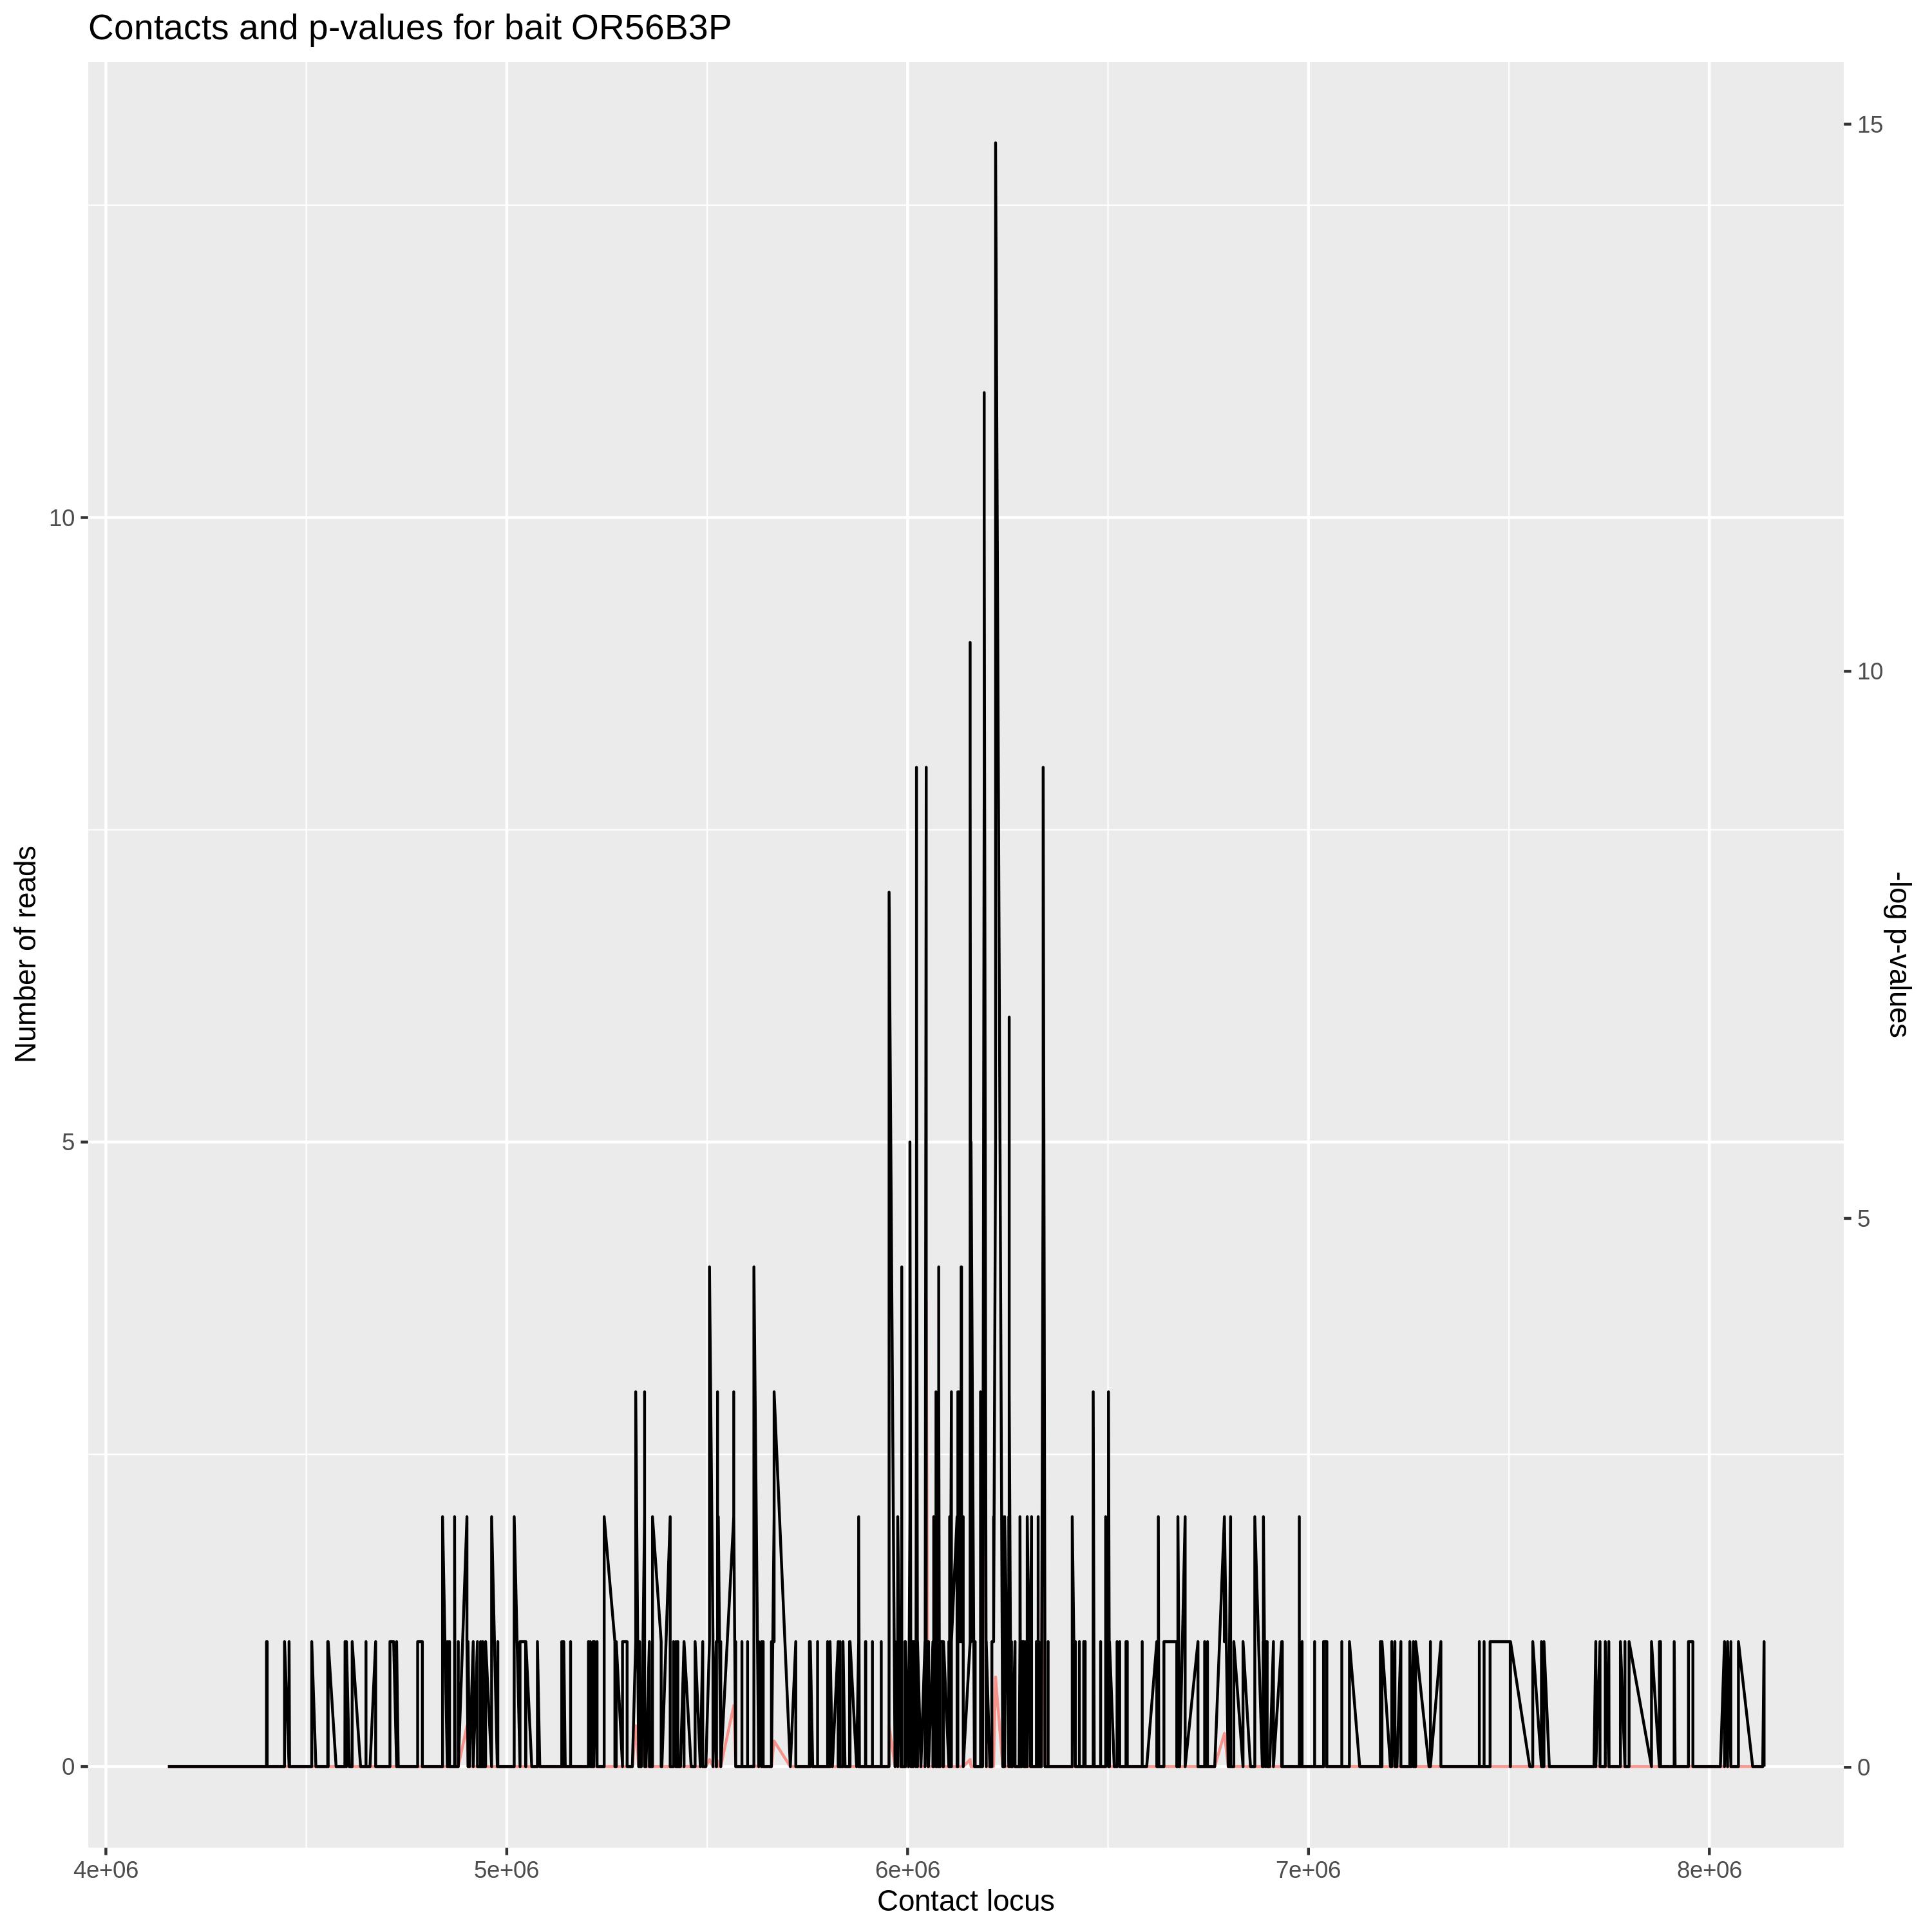 Contacts and p-values for bait OR56B3P
15
10
10
5
5
0
0
Number of reads
-log p-values
4e+06 5e+06 6e+06 7e+06 8e+06
Contact locus